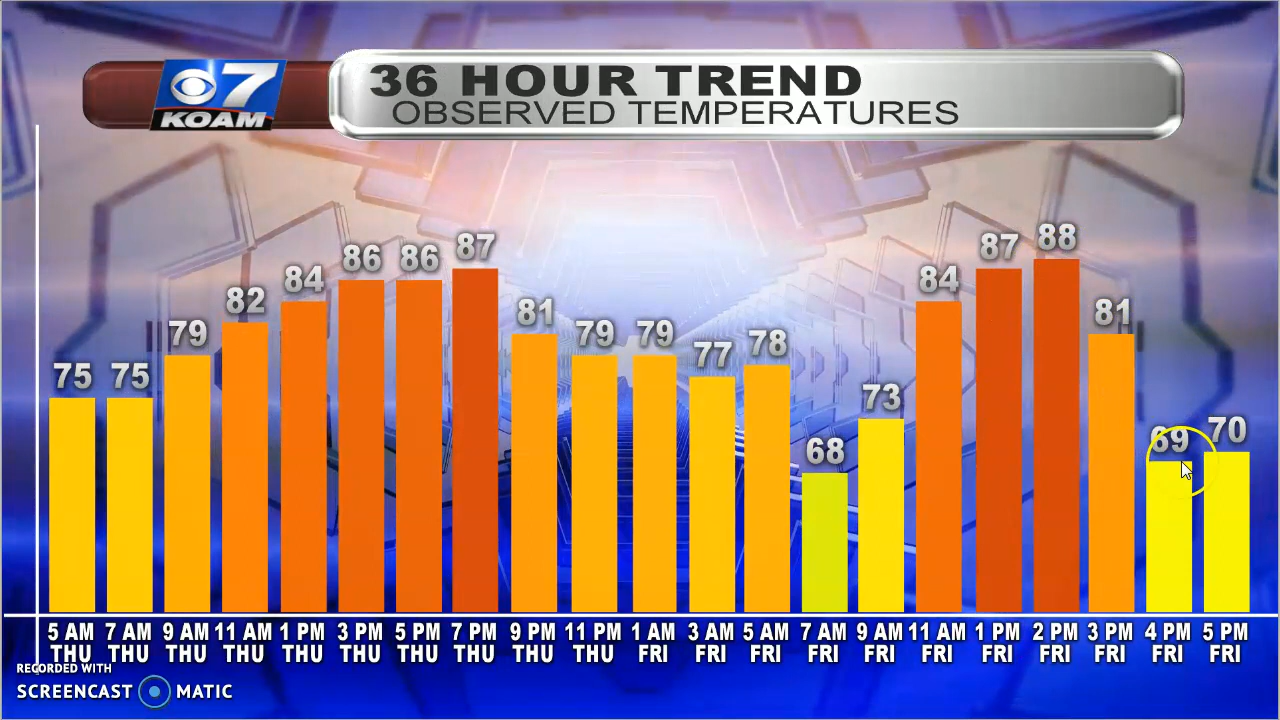 7
KOAM
36 HOUR TREND
OBSERVED TEMPERATURES
75 75 79 82 84 86 86 87 81 79 79 77 78 68 73 84 87 88 81 69 70
5 AM 7 AM 9 AM 11 AM 1 PM 3 PM 5 PM 7 PM 9 PM 11 PM 1 AM 3 AM 5 AM 7 AM 9 AM 11 AM 1 PM 2 PM 3 PM 4 PM 5 PM
THU THU THU THU THU THU THU THU THU THU FRI FRI FRI FRI FRI FRI FRI FRI FRI FRI FRI
RECORDED WITH
SCREENCAST MATIC